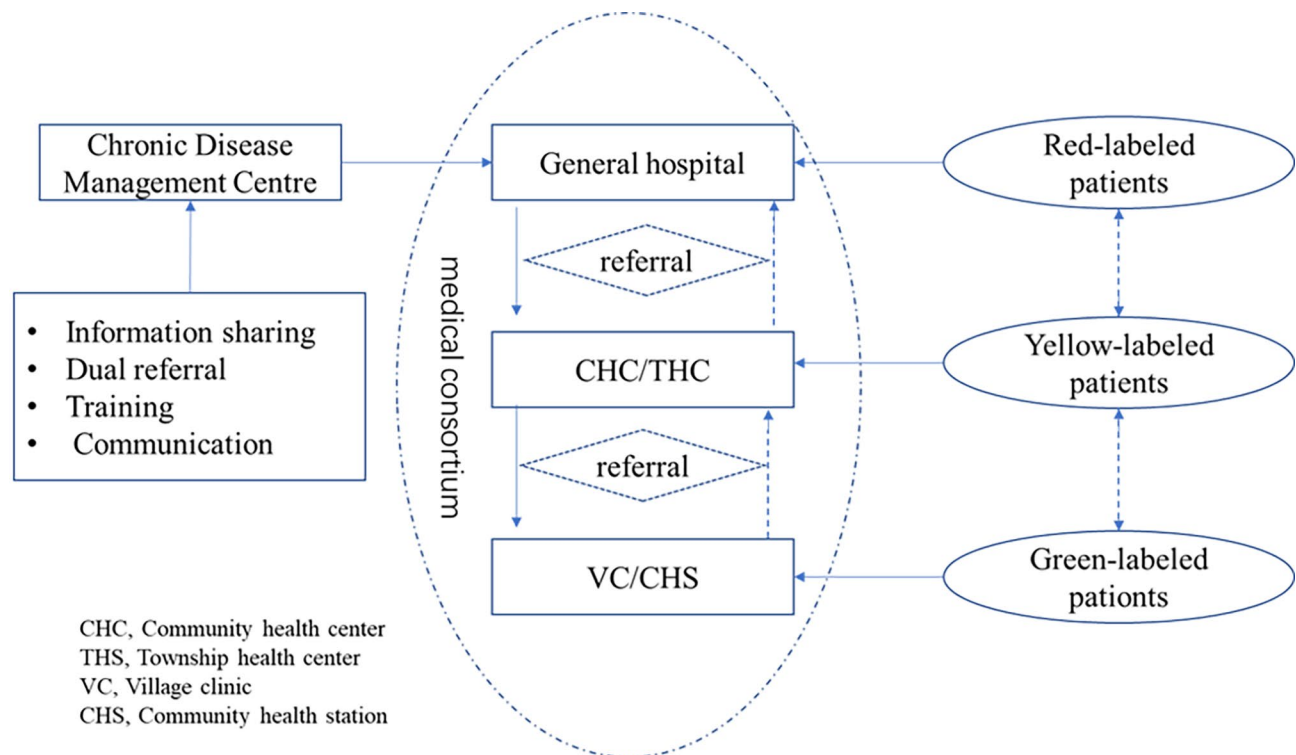 Chronic Disease
Management Centre
General hospital
Red-labeled
patients
referral
medical consortium
• Information sharing
• Dual referral
• Training
• Communication
CHC/THC
Yellow-labeled
patients
referral
VC/CHS
Green-labeled
pationts
CHC, Community health center
THS, Township health center
VC, Village clinic
CHS, Community health station